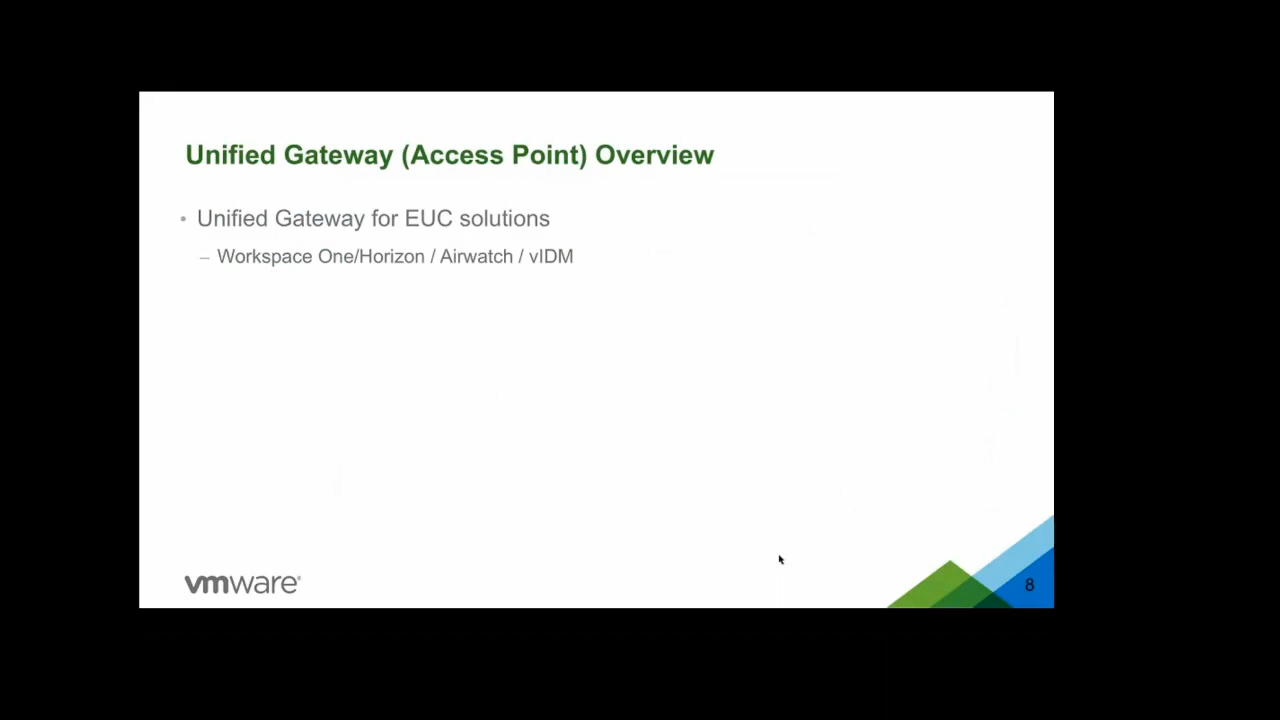 Unified Gateway (Access Point) Overview
• Unified Gateway for EUC solutions
– Workspace One/Horizon / Airwatch / vIDM
vmware®
8